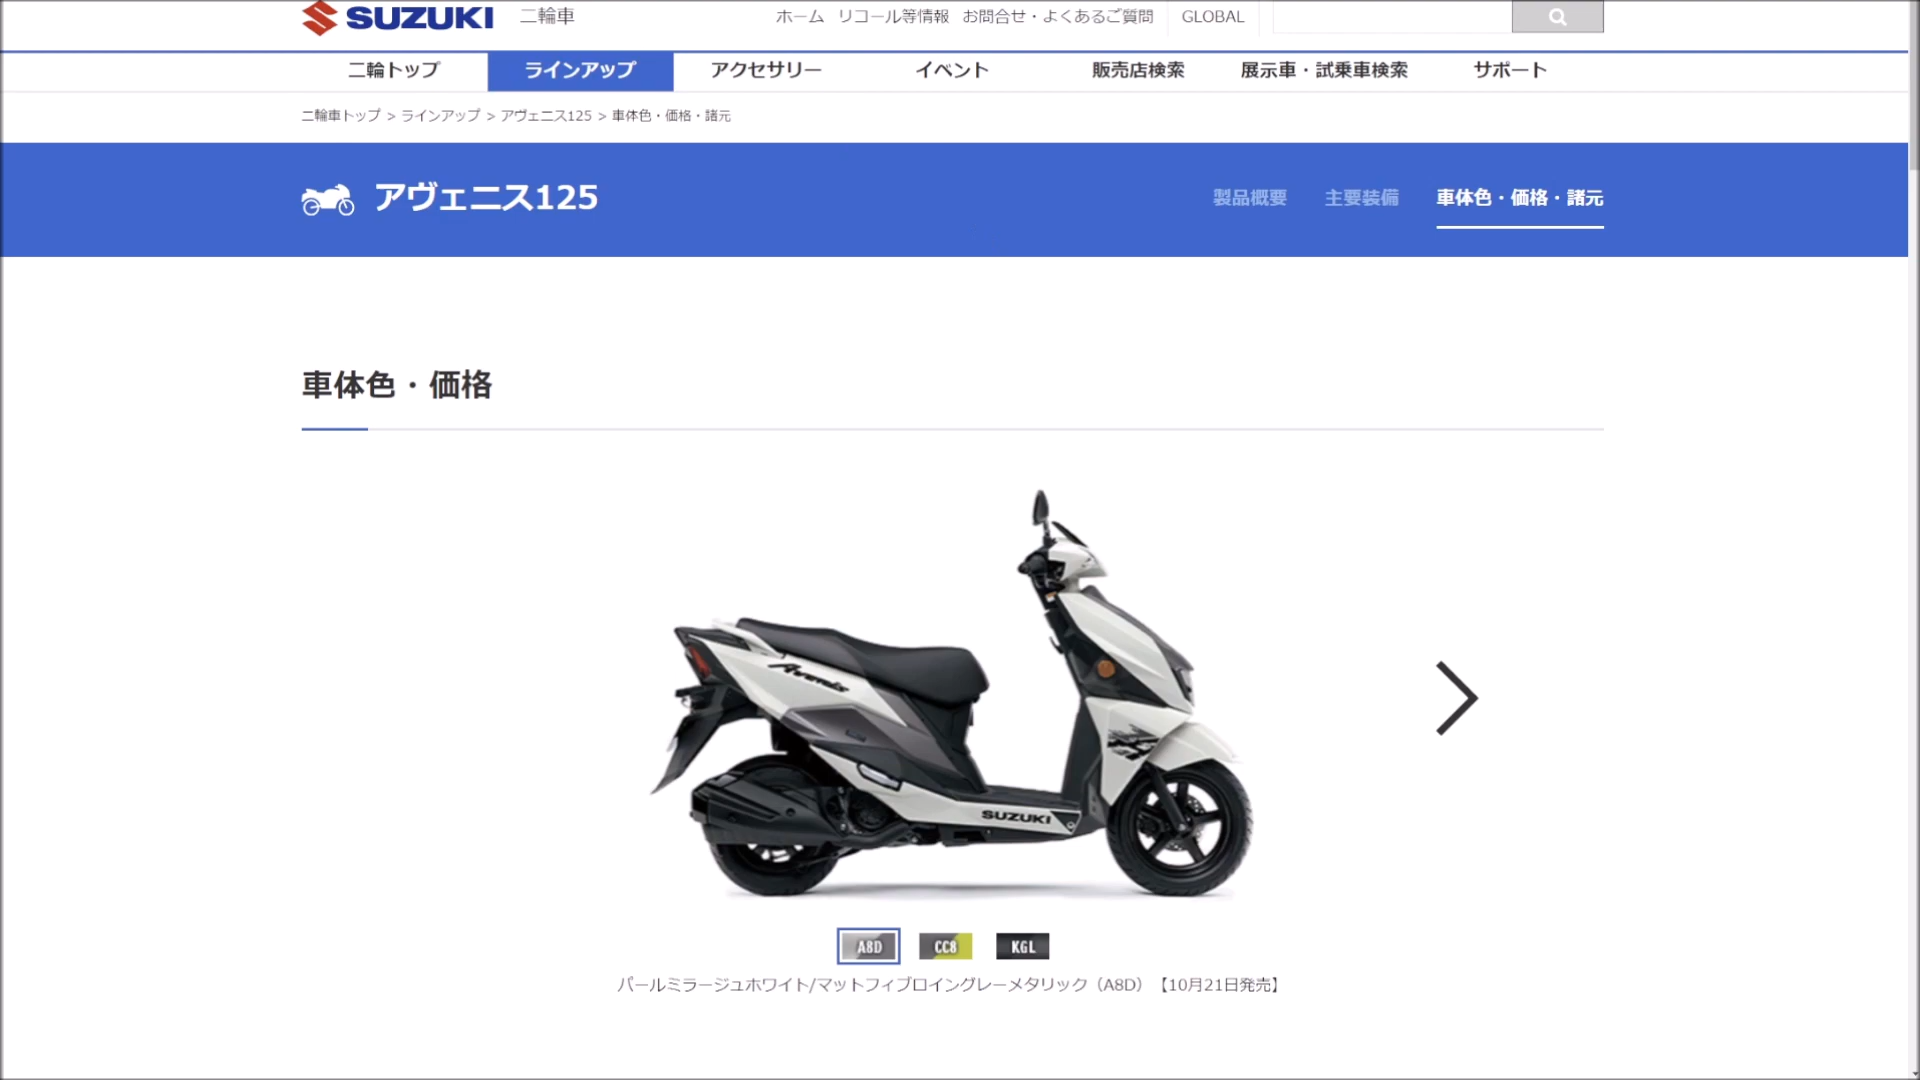 SUZUKI 二輪車 ホーム リコール等情報 お問合せ・よくあるご質問 GLOBAL
二輪トップ ラインアップ アクセサリー イベント 販売店検索 展示車・試乗車検索 サポート
二輪車トップ > ラインアップ > アヴェニス125 > 車体色・価格・諸元
アヴェニス125 製品概要 主要装備 車体色・価格・諸元
車体色・価格
Avenis
SUZUKI
A8D CC8 KGL
パールミラージュホワイト/マットフィブロイングレーメタリック（A8D）【10月21日発売】